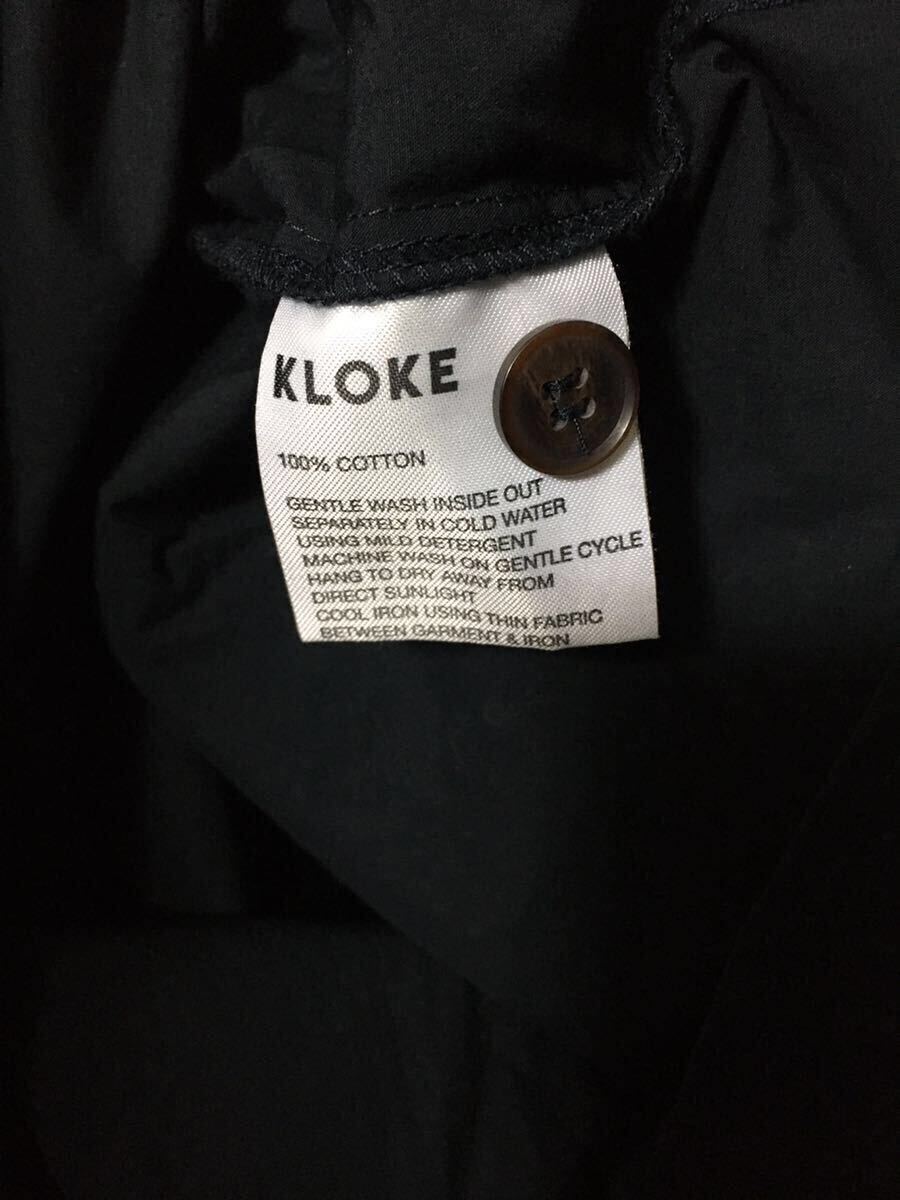 KLOKE
100% COTTON
GENTLE WASH INSIDE OUT
SEPARATELY IN COLD WATER
USING MILD DETERGENT
MACHINE WASH ON GENTLE CYCLE
HANG TO DRY AWAY FROM
DIRECT SUNLIGHT
COOL IRON USING THIN FABRIC
BETWEEN GARMENT & IRON